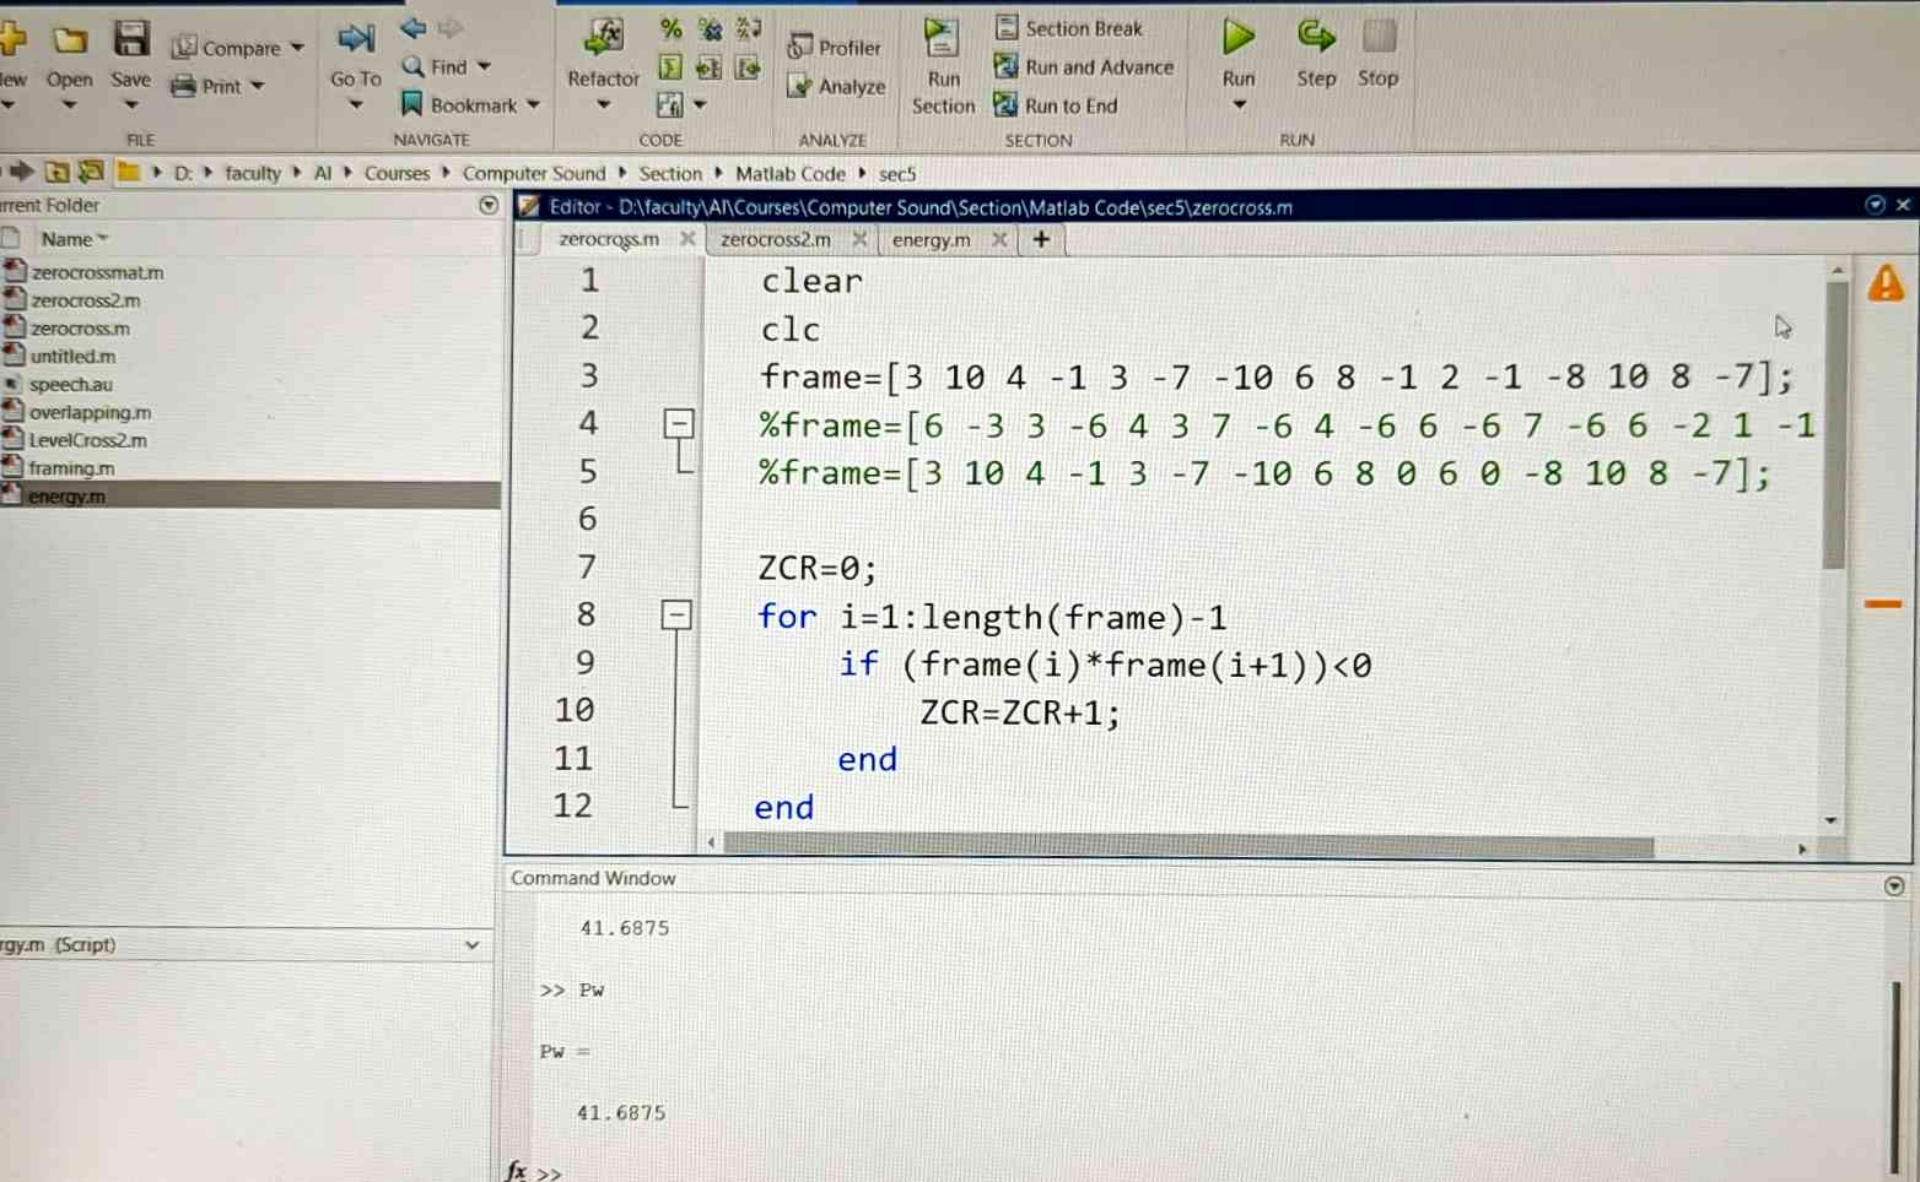 Compare
Print
Open
Save
FILE
Go To
Find
Bookmark
NAVIGATE
Refactor
CODE
Profiler
Analyze
ANALYZE
Run
Section
Section Break
Run and Advance
Run to End
SECTION
Run
Step
Stop
RUN
D: faculty AI Courses Computer Sound Section Matlab Code sec5
rrent Folder
Name
zerocrossmat.m
zerocross2.m
zerocross.m
untitled.m
speech.au
overlapping.m
LevelCross2.m
framing.m
energy.m
rgy.m (Script)
Editor - D:\faculty\AI\Courses\Computer Sound\Section\Matlab Code\sec5\zerocross.m
zerocross.m zerocross2.m energy.m +
1 clear
2 clc
3 frame=[3 10 4 -1 3 -7 -10 6 8 -1 2 -1 -8 10 8 -7];
4 %frame=[6 -3 3 -6 4 3 7 -6 4 -6 6 -6 7 -6 6 -2 1 -1
5 %frame=[3 10 4 -1 3 -7 -10 6 8 0 6 0 -8 10 8 -7];
6
7 ZCR=0;
8 for i=1:length(frame)-1
9 if (frame(i)*frame(i+1))<0
10 ZCR=ZCR+1;
11 end
12 end
Command Window
41.6875
>> Pw
Pw =
41.6875
fx >>